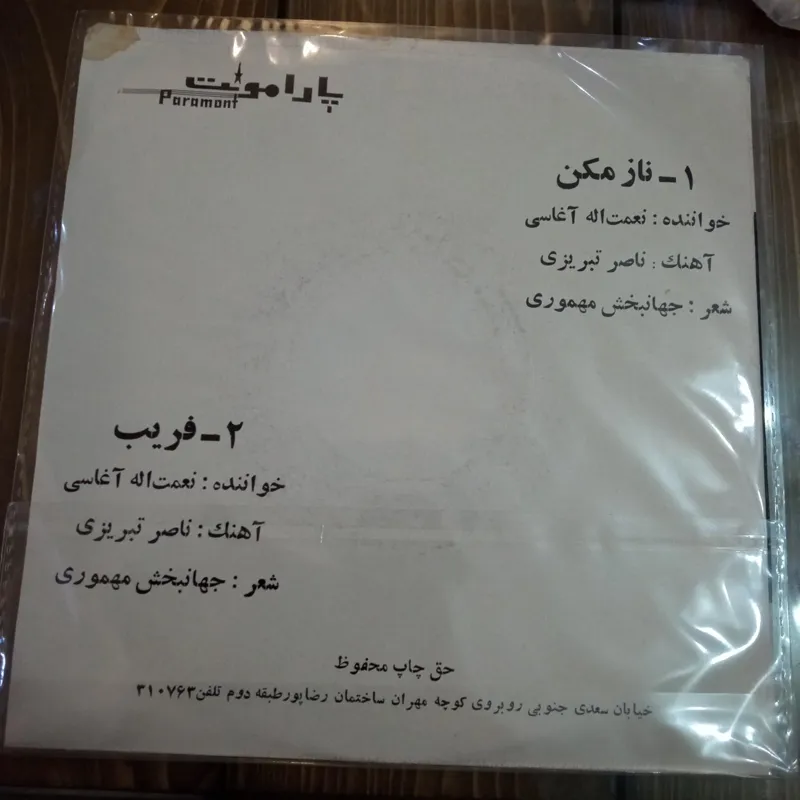 پارامونت
Paramont
۱ - ناز مکن
خواننده : نعمت‌اله آغاسی
آهنگ : ناصر تبریزی
شعر : جهانبخش مهموری
۲ - فریب
خواننده : نعمت‌اله آغاسی
آهنگ : ناصر تبریزی
شعر : جهانبخش مهموری
حق چاپ محفوظ
خیابان سعدی جنوبی روبروی کوچه مهران ساختمان رضاپور طبقه دوم تلفن ۳۱۰۷۶۳